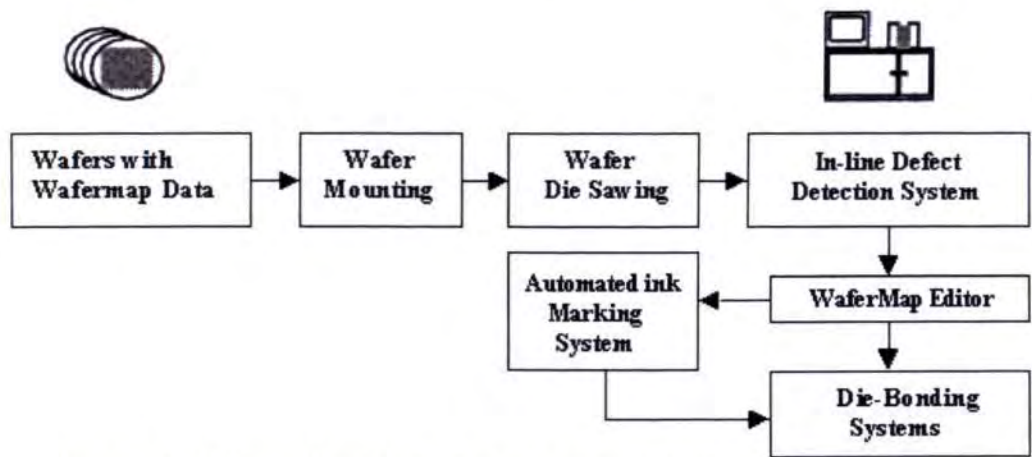 Wafers with
Wafermap Data
Wafer
Mounting
Wafer
Die Sawing
In-line Defect
Detection System
Automated ink
Marking
System
WaferMap Editor
Die-Bonding
Systems